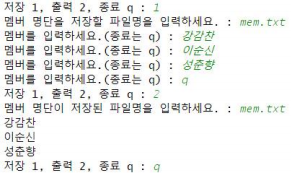 저장 1, 출력 2, 종료 q : 1
멤버 명단을 저장할 파일명을 입력하세요. : mem.txt
멤버를 입력하세요.(종료는 q) : 강감찬
멤버를 입력하세요.(종료는 q) : 이순신
멤버를 입력하세요.(종료는 q) : 성준향
멤버를 입력하세요.(종료는 q) : q
저장 1, 출력 2, 종료 q : 2
멤버 명단이 저장된 파일명을 입력하세요. : mem.txt
강감찬
이순신
성준향
저장 1, 출력 2, 종료 q : q